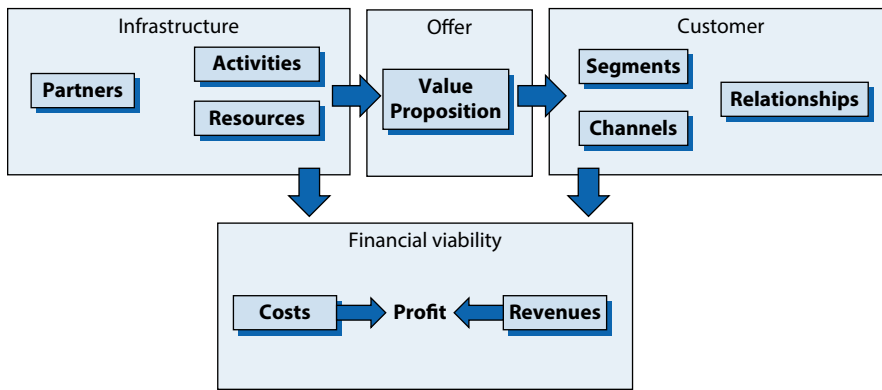 Infrastructure
Partners
Activities
Resources
Offer
Value
Proposition
Customer
Segments
Channels
Relationships
Financial viability
Costs
Profit
Revenues